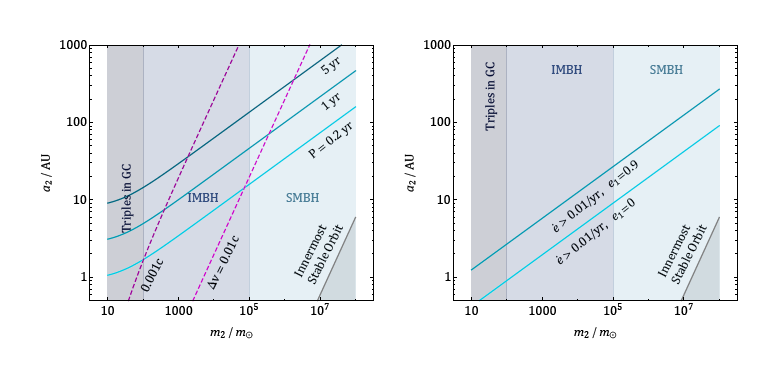 1000
100
10
1
a₂ / AU
10
1000
10⁵
10⁷
m₂ / m⊙
Triples in GC
IMBH
SMBH
5 yr
1 yr
P = 0.2 yr
0.001c
Δv = 0.01c
Innermost
Stable Orbit
1000
100
10
1
a₂ / AU
10
1000
10⁵
10⁷
m₂ / m⊙
Triples in GC
IMBH
SMBH
ė > 0.01/yr, e₁=0.9
ė > 0.01/yr, e₁=0
Innermost
Stable Orbit